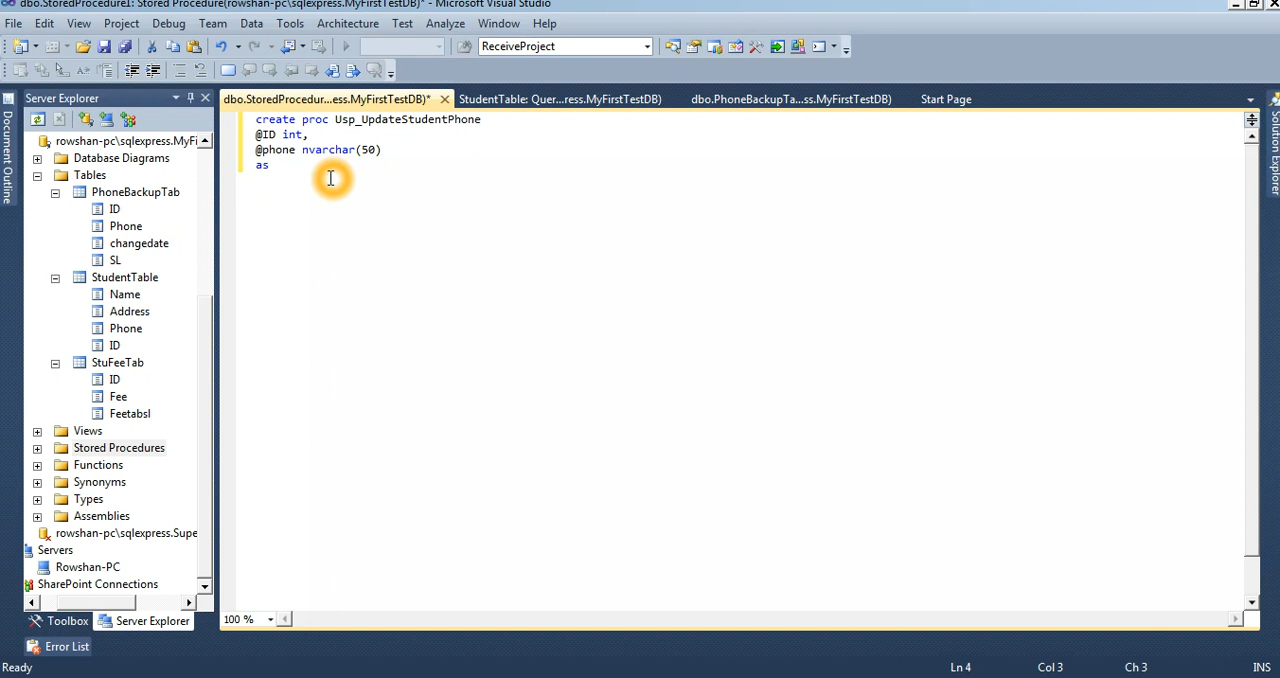 dbo.StoredProcedure1: Stored Procedure(rowshan-pc\sqlexpress.MyFirstTestDB)* - Microsoft Visual Studio
File Edit View Project Debug Team Data Tools Architecture Test Analyze Window Help
ReceiveProject
Server Explorer
dbo.StoredProcedur...ess.MyFirstTestDB)* StudentTable: Quer...ress.MyFirstTestDB) dbo.PhoneBackupTa...ss.MyFirstTestDB) Start Page
Document Outline
Solution Explorer
rowshan-pc\sqlexpress.MyFi
Database Diagrams
Tables
PhoneBackupTab
ID
Phone
changedate
SL
StudentTable
Name
Address
Phone
ID
StuFeeTab
ID
Fee
Feetabsl
Views
Stored Procedures
Functions
Synonyms
Types
Assemblies
rowshan-pc\sqlexpress.Supe
Servers
Rowshan-PC
SharePoint Connections
create proc Usp_UpdateStudentPhone
@ID int,
@phone nvarchar(50)
as
100 %
Toolbox Server Explorer
Error List
Ready Ln 4 Col 3 Ch 3 INS